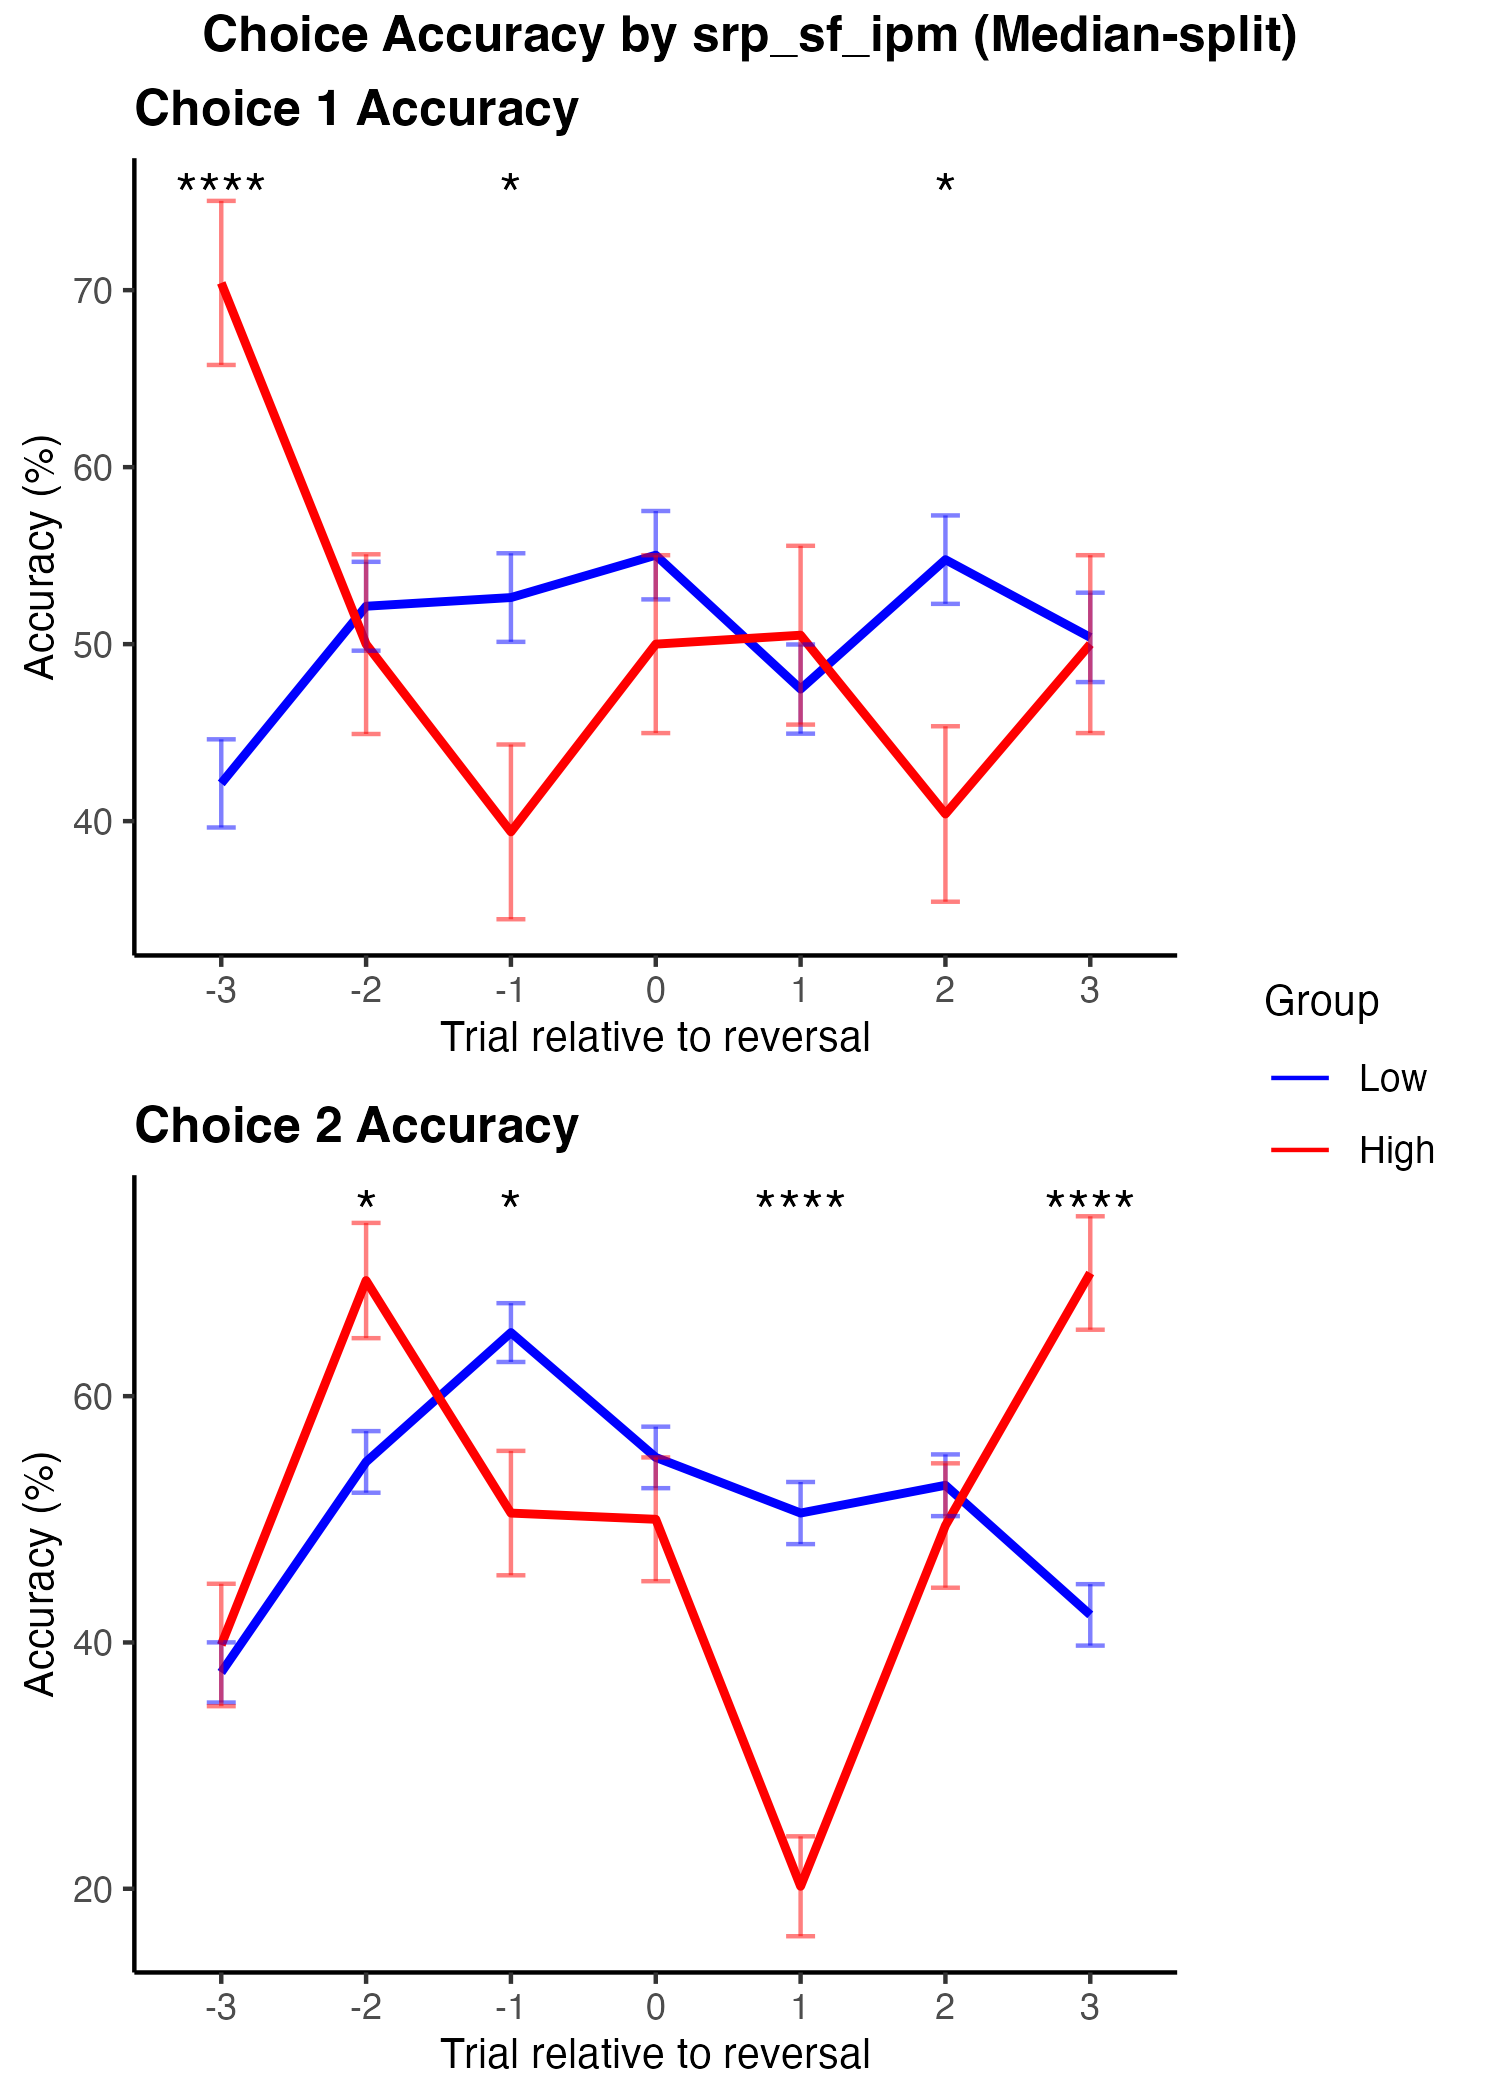 Choice Accuracy by srp_sf_ipm (Median-split)
Choice 1 Accuracy
**** * *
70
60
50
40
Accuracy (%)
-3 -2 -1 0 1 2 3
Trial relative to reversal
Group
Low
High
Choice 2 Accuracy
* * **** ****
60
40
20
Accuracy (%)
-3 -2 -1 0 1 2 3
Trial relative to reversal